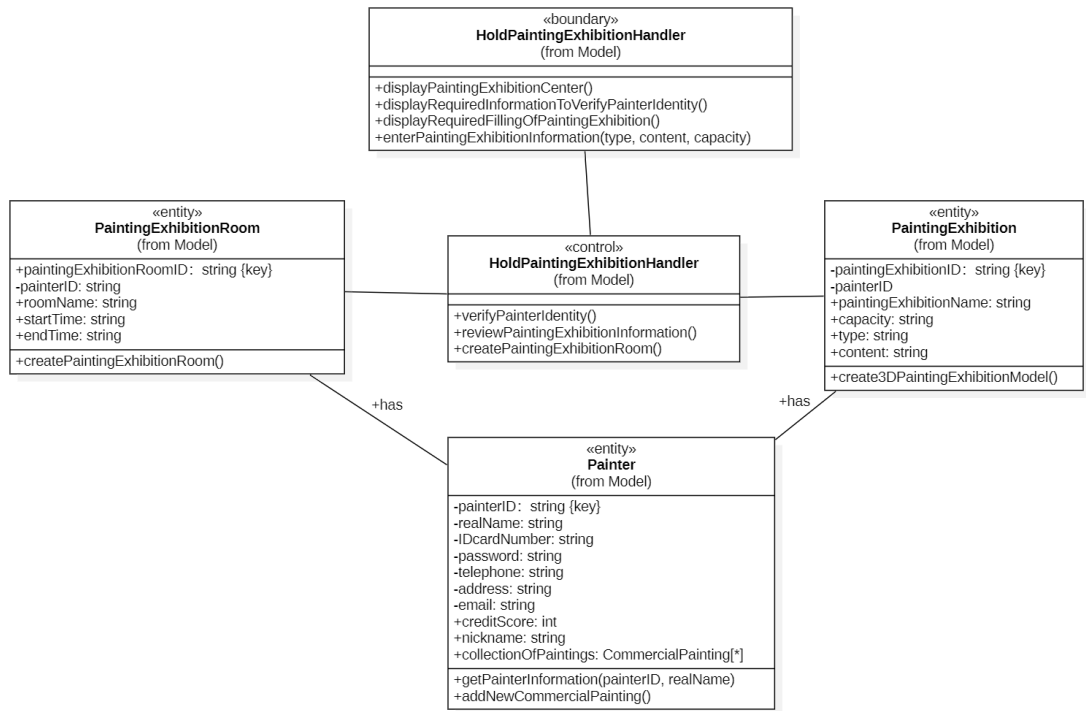 «boundary»
HoldPaintingExhibitionHandler
(from Model)
+displayPaintingExhibitionCenter()
+displayRequiredInformationToVerifyPainterIdentity()
+displayRequiredFillingOfPaintingExhibition()
+enterPaintingExhibitionInformation(type, content, capacity)
«entity»
PaintingExhibitionRoom
(from Model)
+paintingExhibitionRoomID：string {key}
-painterID: string
+roomName: string
+startTime: string
+endTime: string
+createPaintingExhibitionRoom()
«control»
HoldPaintingExhibitionHandler
(from Model)
+verifyPainterIdentity()
+reviewPaintingExhibitionInformation()
+createPaintingExhibitionRoom()
«entity»
PaintingExhibition
(from Model)
-paintingExhibitionID：string {key}
-painterID
+paintingExhibitionName: string
+capacity: string
+type: string
+content: string
+create3DPaintingExhibitionModel()
+has
+has
«entity»
Painter
(from Model)
-painterID：string {key}
-realName: string
-IDcardNumber: string
-password: string
-telephone: string
-address: string
-email: string
+creditScore: int
+nickname: string
+collectionOfPaintings: CommercialPainting[*]
+getPainterInformation(painterID, realName)
+addNewCommercialPainting()